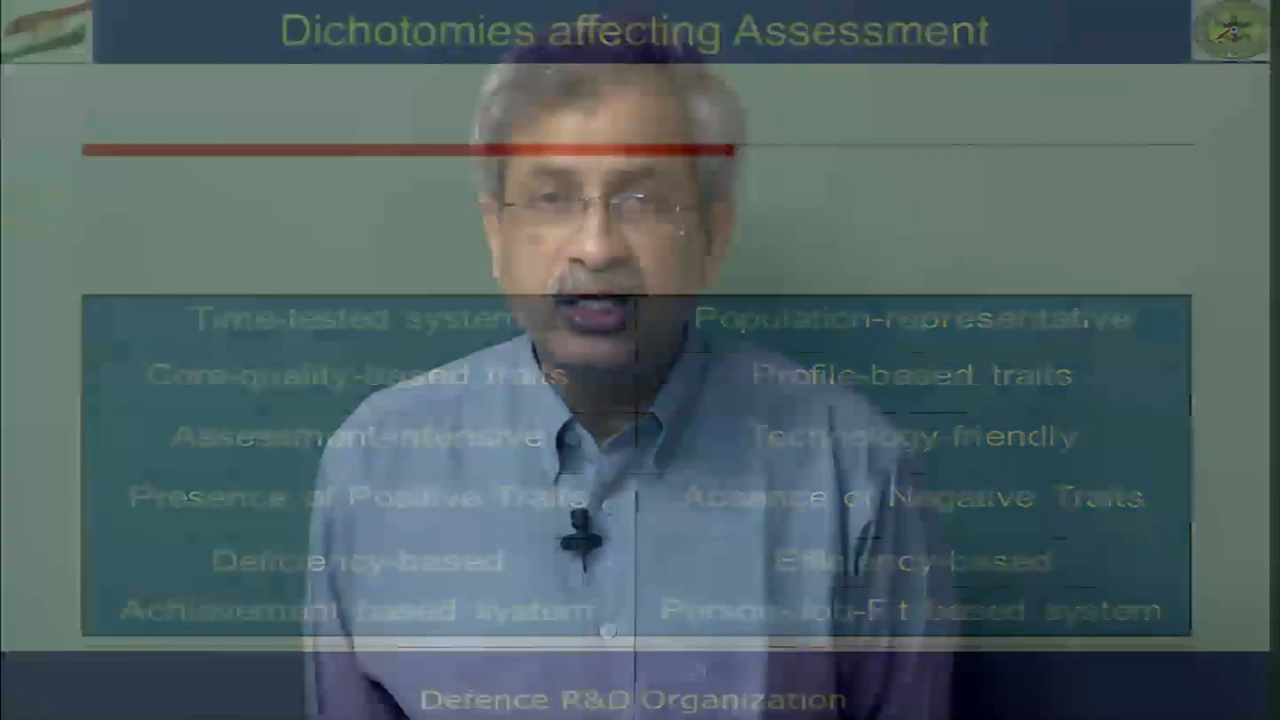 Dichotomies affecting Assessment
Time-tested system Population-representative
Core-quality-based traits Profile-based traits
Assessment-intensive Technology-friendly
Presence of Positive Traits Absence of Negative Traits
Deficiency-based Efficiency-based
Achievement-based system Person-Job-Fit based system
Defence R&D Organization